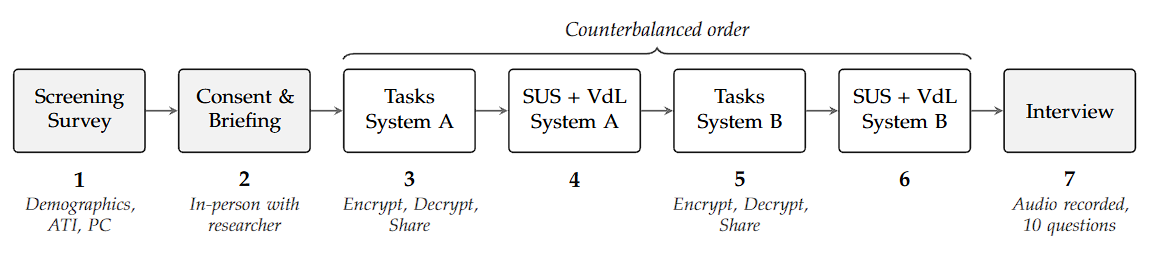 Counterbalanced order
Screening
Survey
Consent &
Briefing
Tasks
System A
SUS + VdL
System A
Tasks
System B
SUS + VdL
System B
Interview
1
2
3
4
5
6
7
Demographics,
ATI, PC
In-person with
researcher
Encrypt, Decrypt,
Share
Encrypt, Decrypt,
Share
Audio recorded,
10 questions